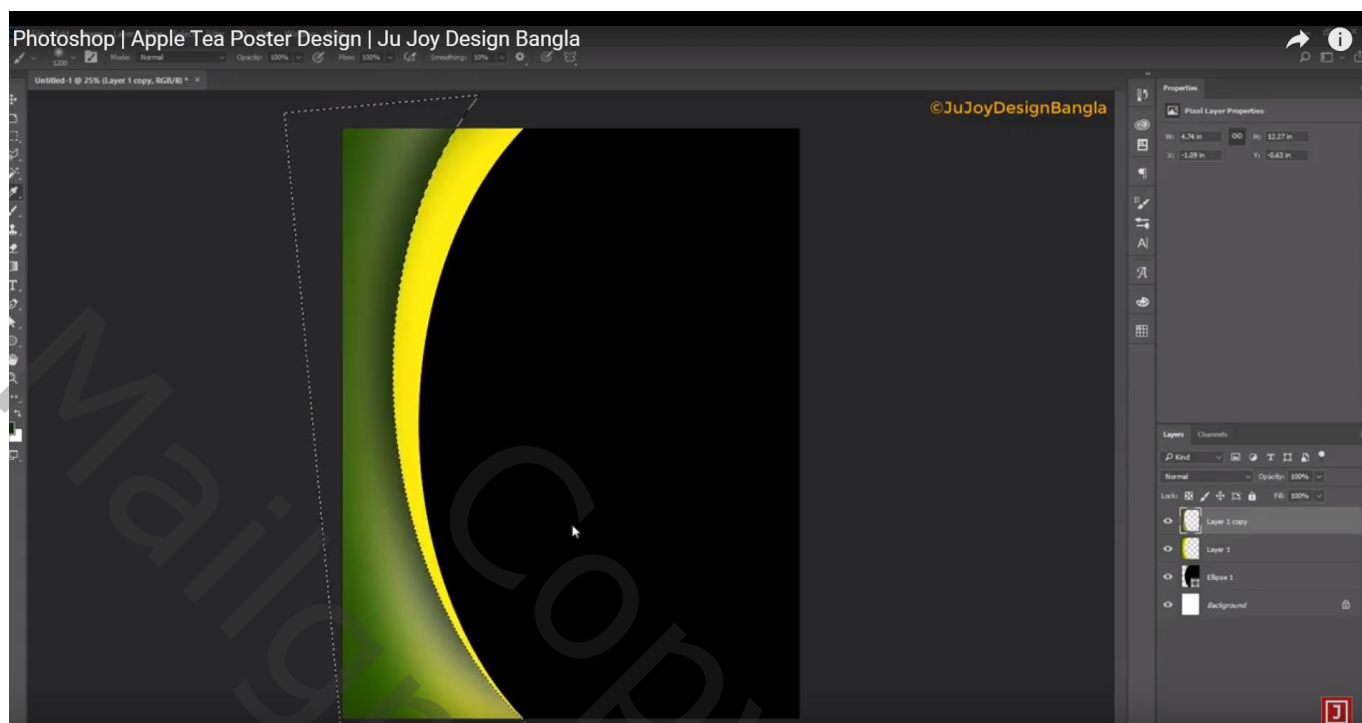 Photoshop | Apple Tea Poster Design | Ju Joy Design Bangla
1200 Mode: Normal Opacity: 100% Flow: 100% Smoothing: 10%
Untitled-1 @ 25% (Layer 1 copy, RGB/8) * ×
©JuJoyDesignBangla
Properties
Pixel Layer Properties
W: 4.74 in H: 12.27 in
X: -1.09 in Y: -0.63 in
Layers Channels
Kind
Normal Opacity: 100%
Lock: Fill: 100%
Layer 1 copy
Layer 1
Ellipse 1
Background
J